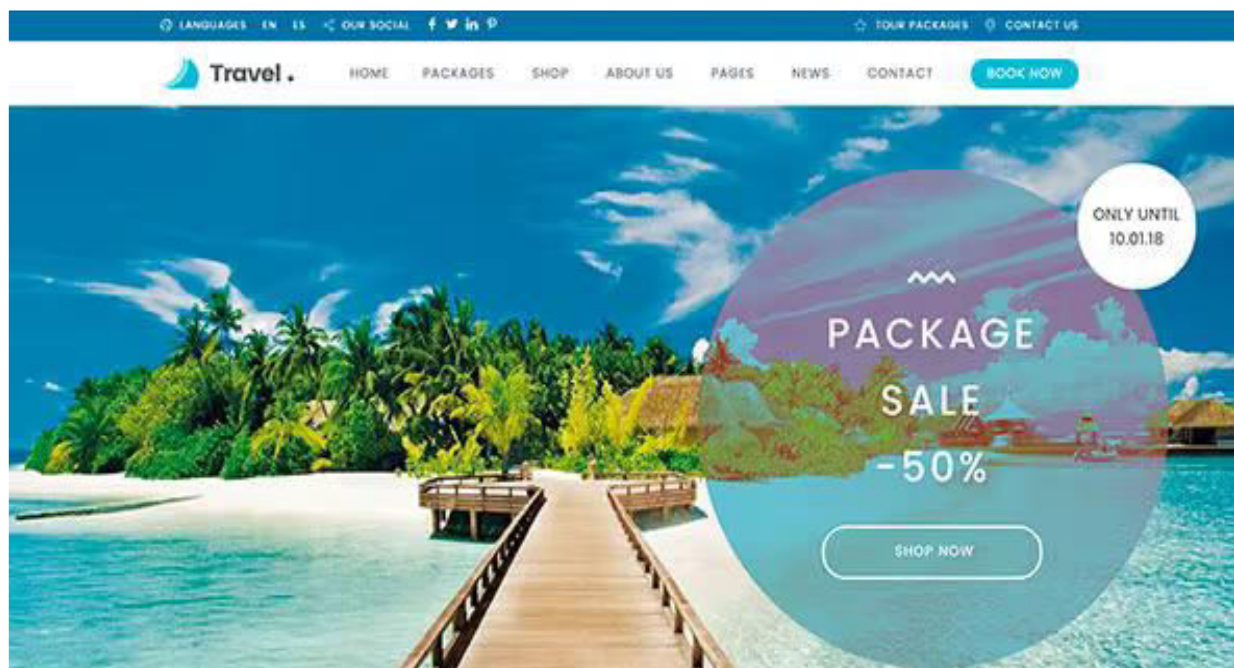 LANGUAGES EN ES OUR SOCIAL TOUR PACKAGES CONTACT US
Travel . HOME PACKAGES SHOP ABOUT US PAGES NEWS CONTACT BOOK NOW
ONLY UNTIL
10.01.18
PACKAGE
SALE
-50%
SHOP NOW